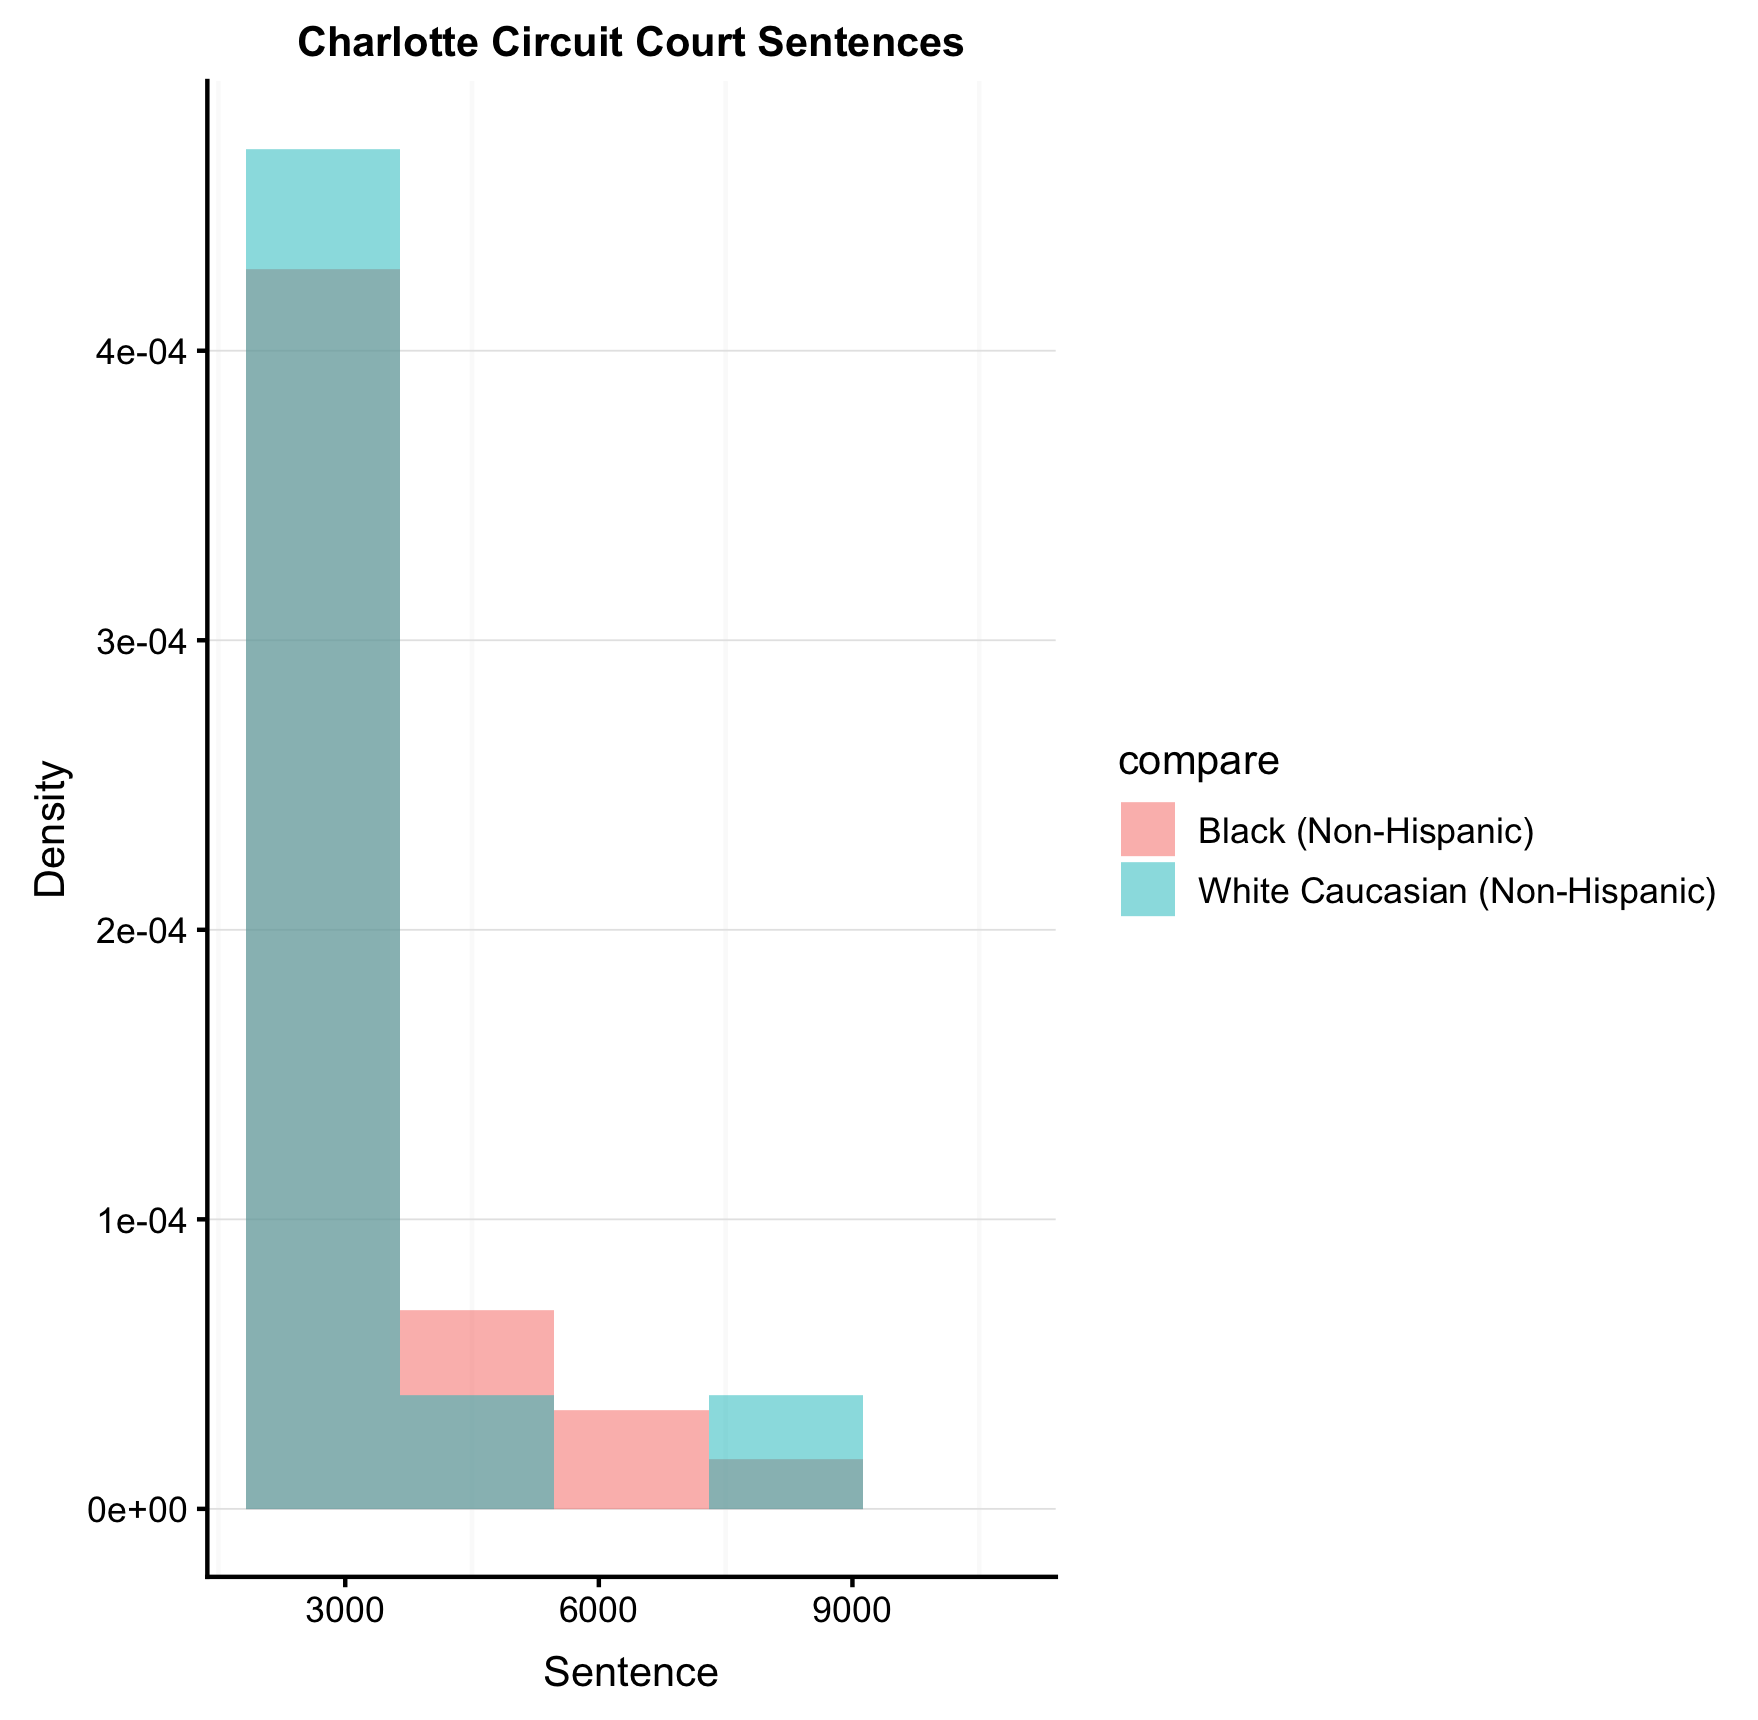 Charlotte Circuit Court Sentences
Density
4e-04
3e-04
2e-04
1e-04
0e+00
3000 6000 9000
Sentence
compare
Black (Non-Hispanic)
White Caucasian (Non-Hispanic)